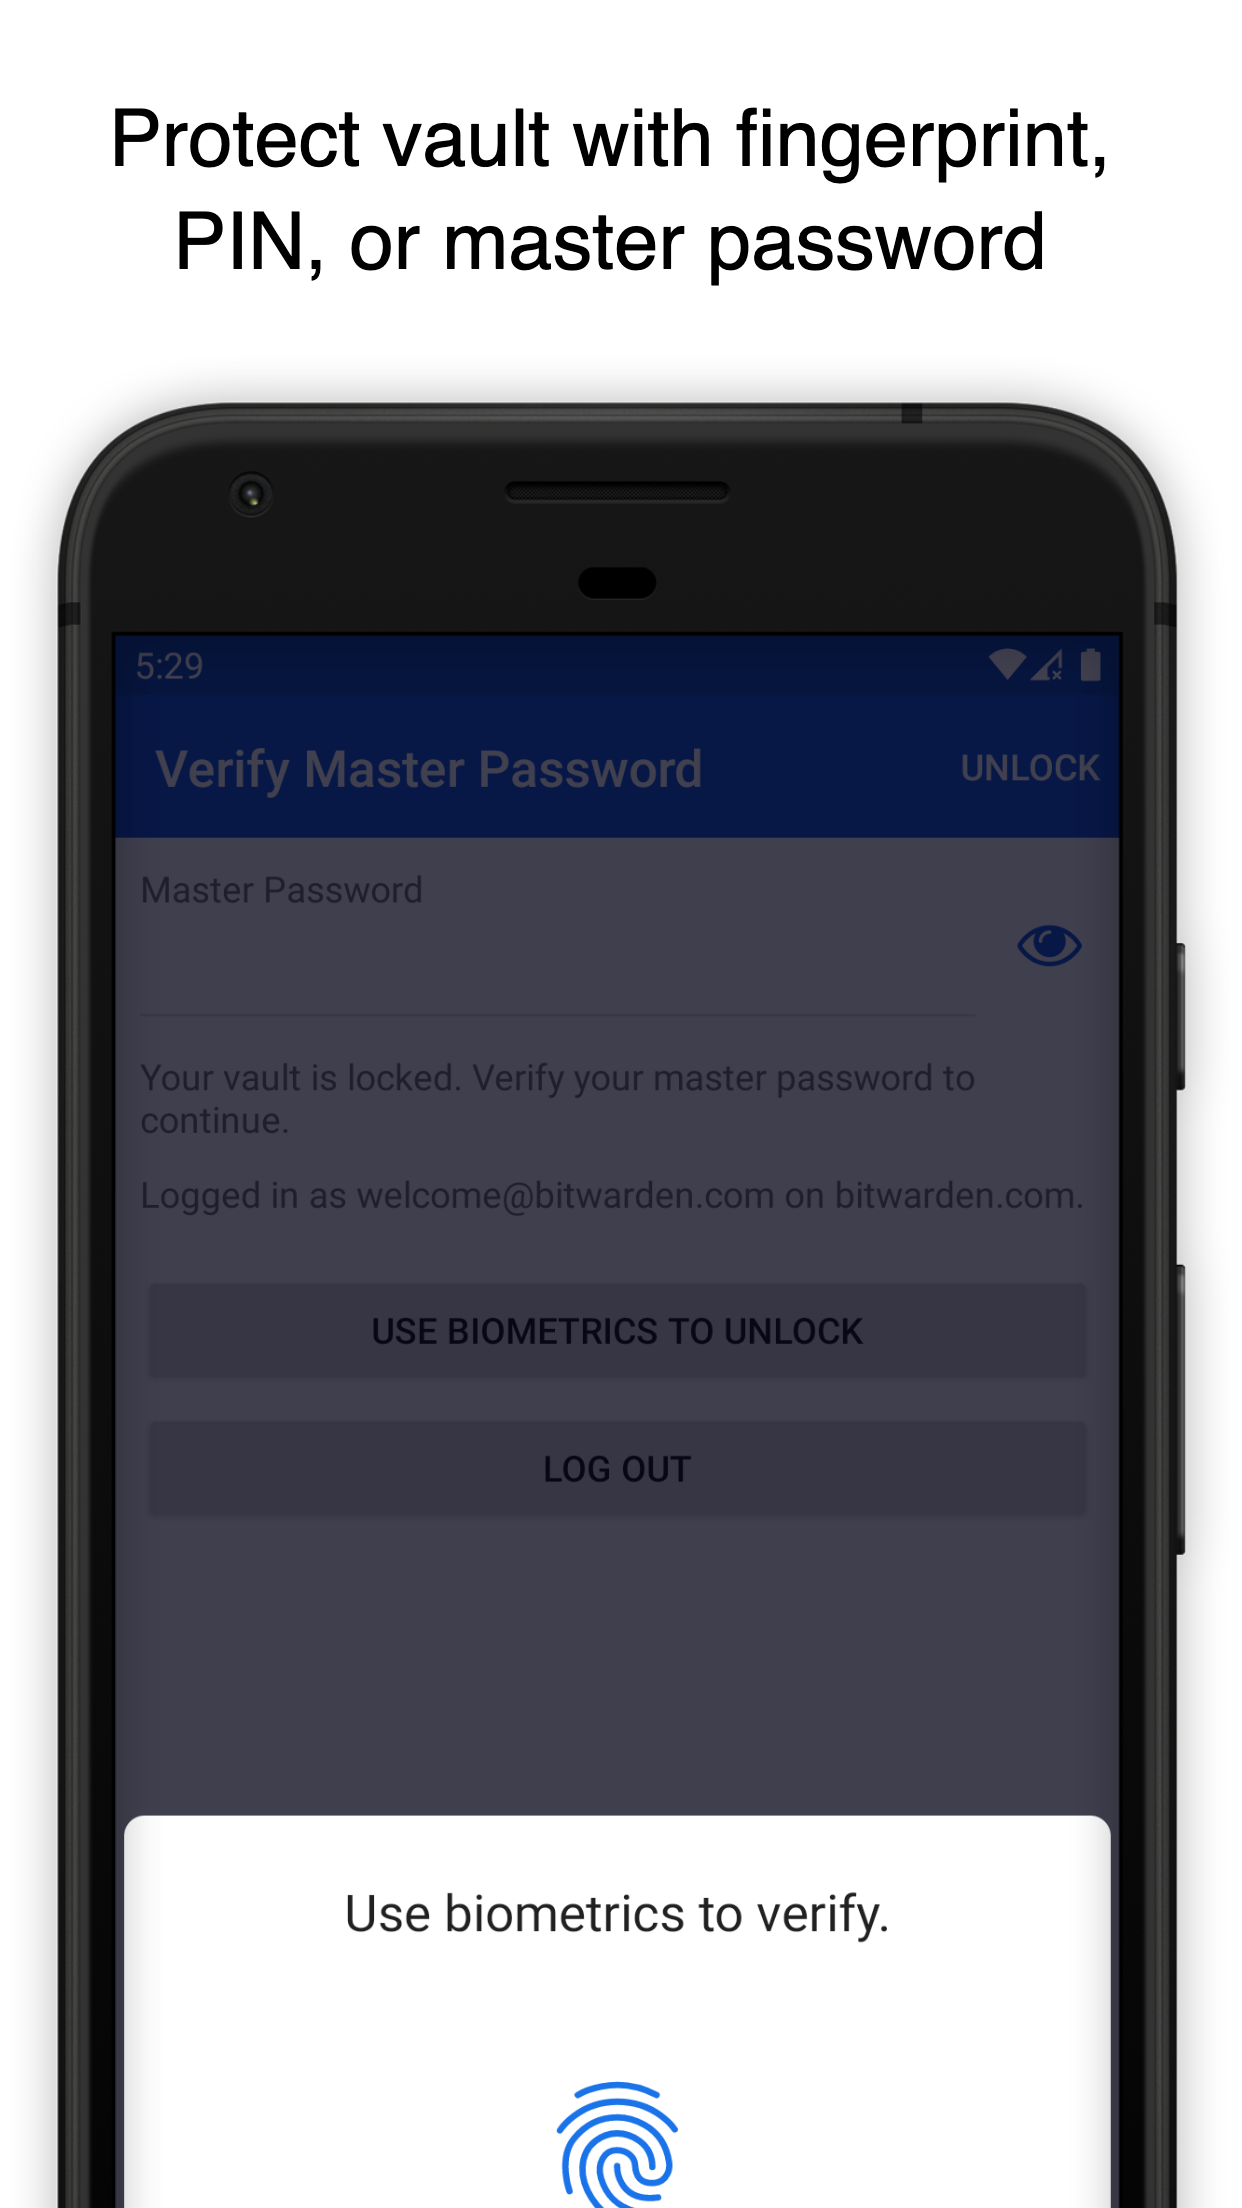 Protect vault with fingerprint,
PIN, or master password
5:29
Verify Master Password
UNLOCK
Master Password
Your vault is locked. Verify your master password to
continue.
Logged in as welcome@bitwarden.com on bitwarden.com.
USE BIOMETRICS TO UNLOCK
LOG OUT
Use biometrics to verify.